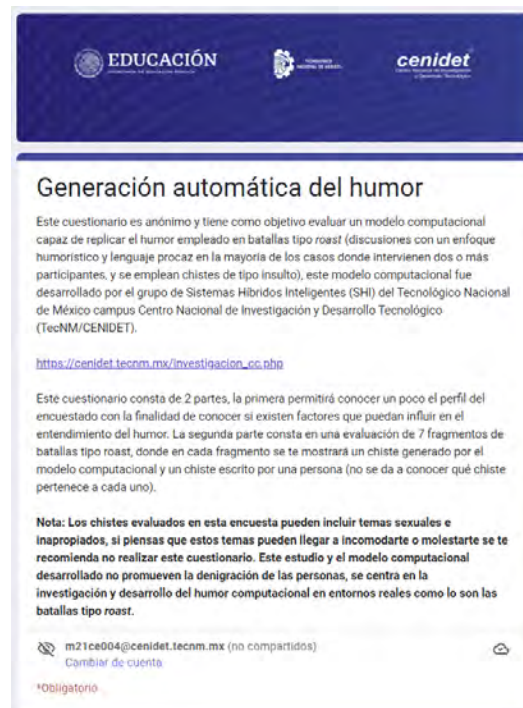 EDUCACIÓN
cenidet
Generación automática del humor
Este cuestionario es anónimo y tiene como objetivo evaluar un modelo computacional
capaz de replicar el humor empleado en batallas tipo roast (discusiones con un enfoque
humorístico y lenguaje procaz en la mayoría de los casos donde intervienen dos o más
participantes, y se emplean chistes de tipo insulto), este modelo computacional fue
desarrollado por el grupo de Sistemas Híbridos Inteligentes (SHI) del Tecnológico Nacional
de México campus Centro Nacional de Investigación y Desarrollo Tecnológico
(TecNM/CENIDET).
https://cenidet.tecnm.mx/investigacion_cc.php
Este cuestionario consta de 2 partes, la primera permitirá conocer un poco el perfil del
encuestado con la finalidad de conocer si existen factores que puedan influir en el
entendimiento del humor. La segunda parte consta en una evaluación de 7 fragmentos de
batallas tipo roast, donde en cada fragmento se te mostrará un chiste generado por el
modelo computacional y un chiste escrito por una persona (no se da a conocer qué chiste
pertenece a cada uno).
Nota: Los chistes evaluados en esta encuesta pueden incluir temas sexuales e
inapropiados, si piensas que estos temas pueden llegar a incomodarte o molestarte se te
recomienda no realizar este cuestionario. Este estudio y el modelo computacional
desarrollado no promueven la denigración de las personas, se centra en la
investigación y desarrollo del humor computacional en entornos reales como lo son las
batallas tipo roast.
m21ce004@cenidet.tecnm.mx (no compartidos)
Cambiar de cuenta
*Obligatorio